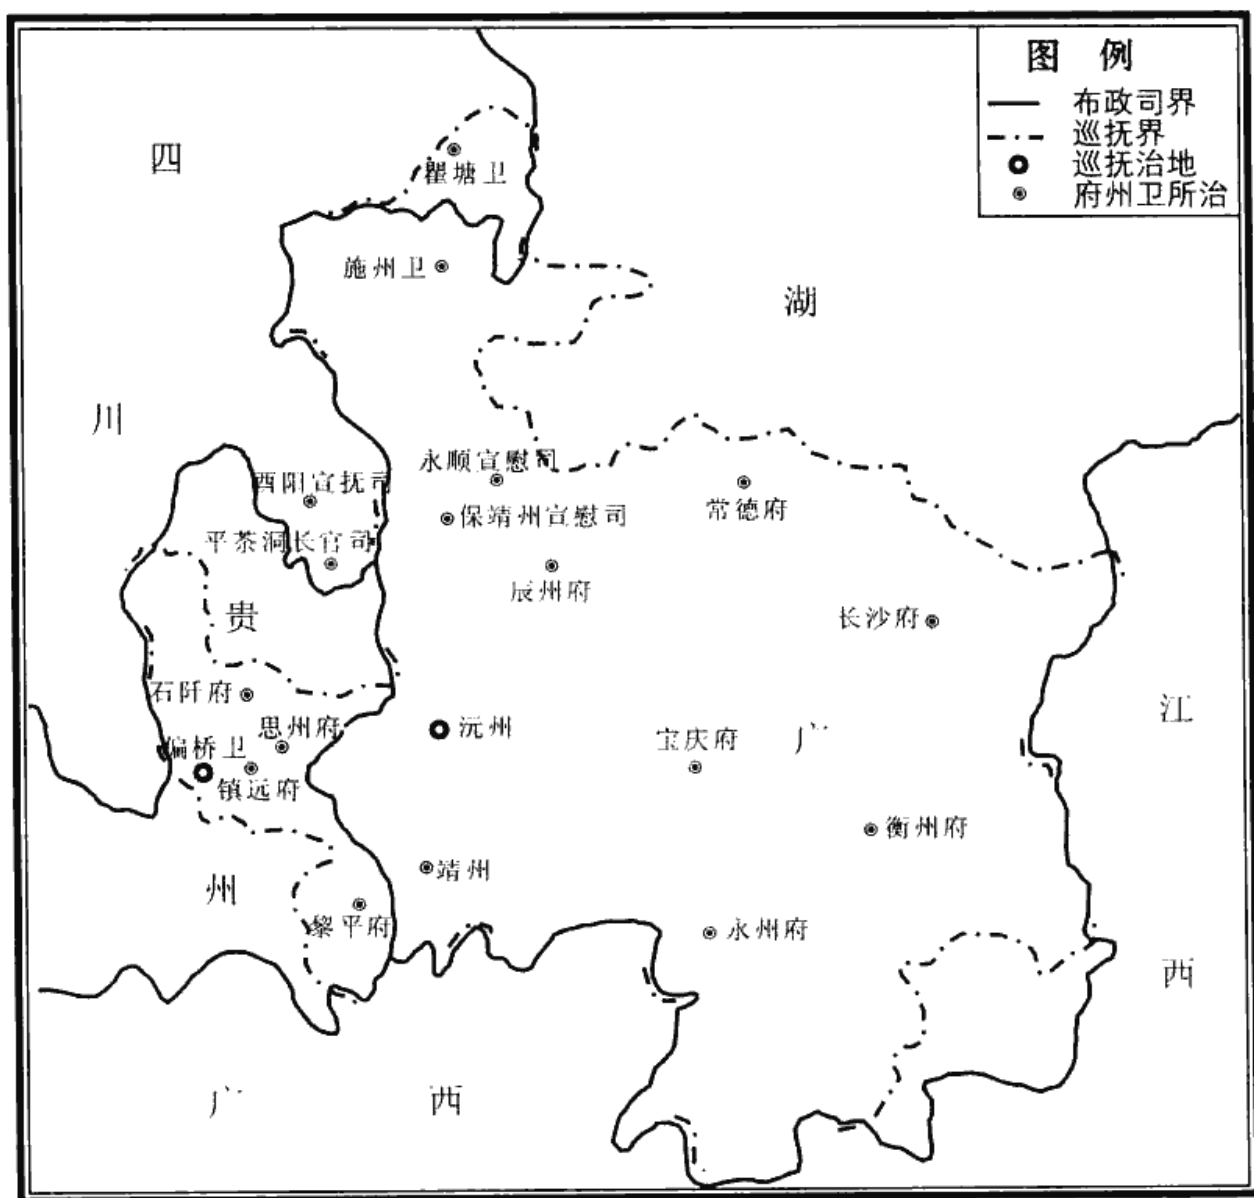 图 例
布政司界
巡抚界
巡抚治地
府州卫所治
四
瞿塘卫
施州卫
湖
川
永顺宣慰司
酉阳宣抚司
保靖州宣慰司
常德府
平茶洞长官司
辰州府
贵
长沙府
石阡府
思州府
沅州
江
偏桥卫
宝庆府
广
镇远府
衡州府
靖州
州
黎平府
永州府
西
广
西